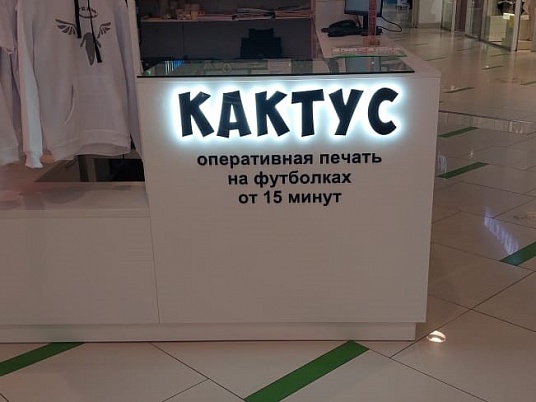 КАКТУС
оперативная печать
на футболках
от 15 минут